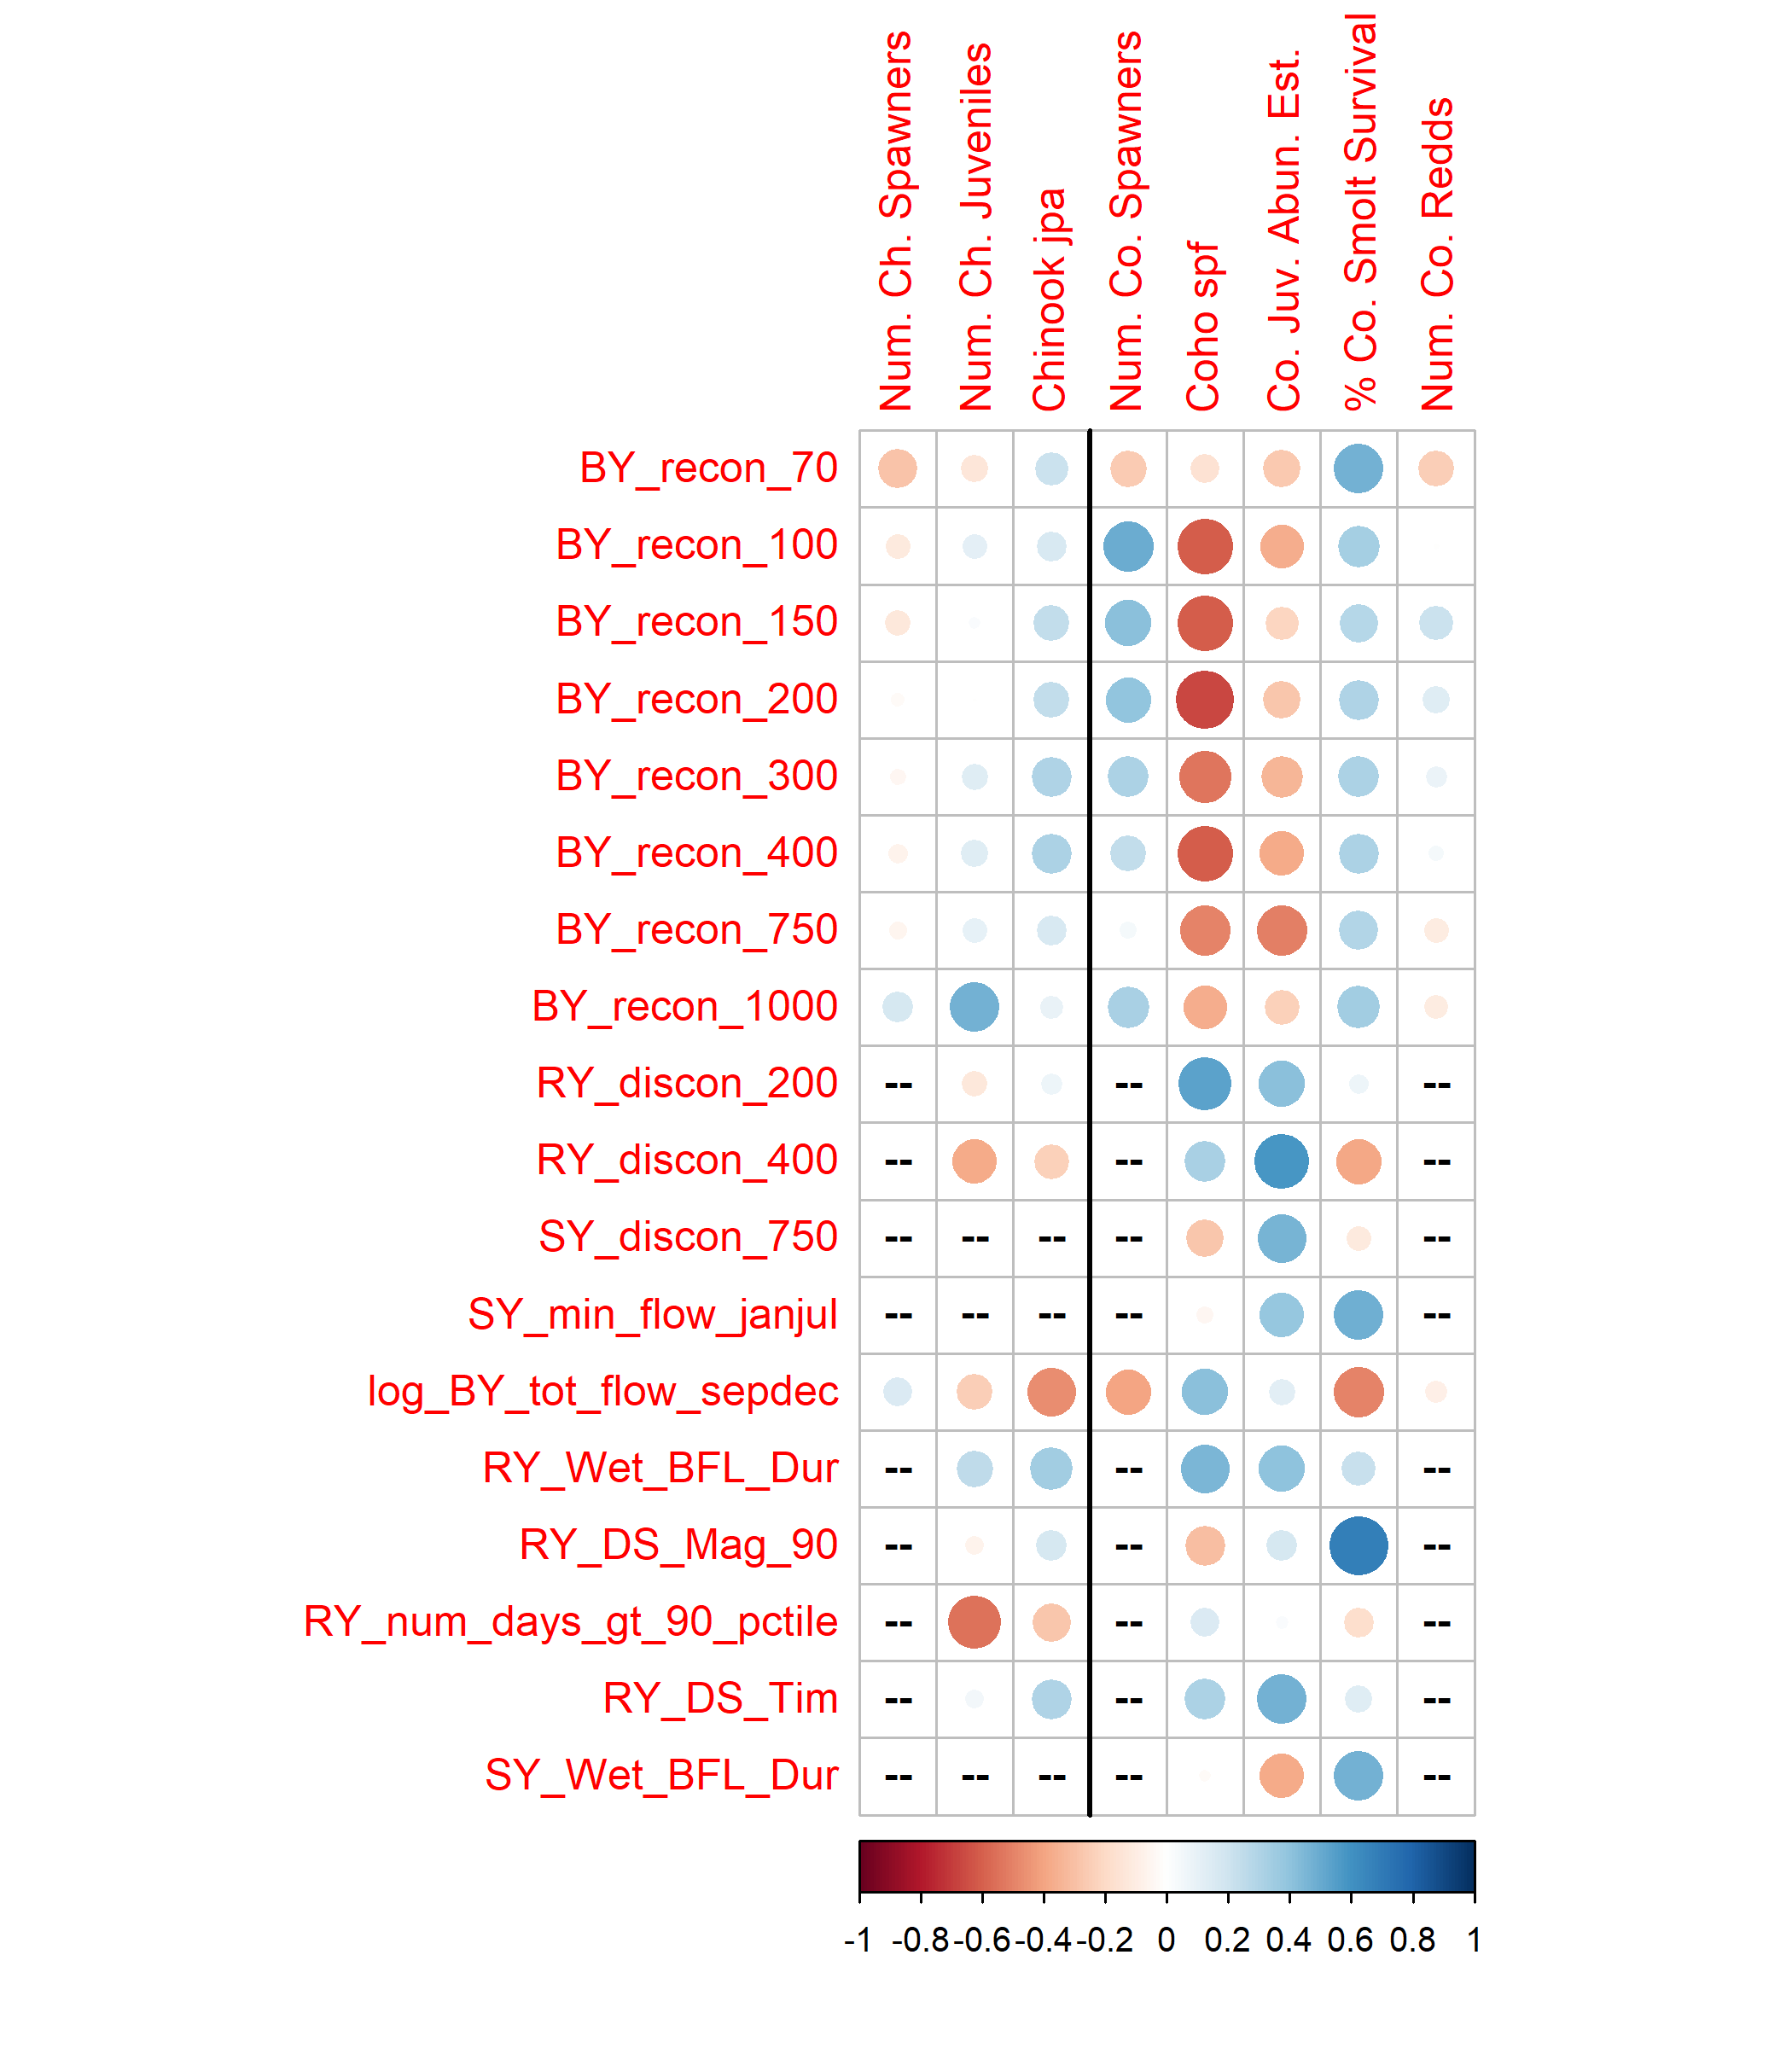 Num. Ch. Spawners
Num. Ch. Juveniles
Chinook jpa
Num. Co. Spawners
Coho spf
Co. Juv. Abun. Est.
% Co. Smolt Survival
Num. Co. Redds
BY_recon_70
BY_recon_100
BY_recon_150
BY_recon_200
BY_recon_300
BY_recon_400
BY_recon_750
BY_recon_1000
RY_discon_200 -- -- --
RY_discon_400 -- -- --
SY_discon_750 -- -- -- -- --
SY_min_flow_janjul -- -- -- -- --
log_BY_tot_flow_sepdec
RY_Wet_BFL_Dur -- -- --
RY_DS_Mag_90 -- -- --
RY_num_days_gt_90_pctile -- -- --
RY_DS_Tim -- -- --
SY_Wet_BFL_Dur -- -- -- -- --
-1 -0.8 -0.6 -0.4 -0.2 0 0.2 0.4 0.6 0.8 1